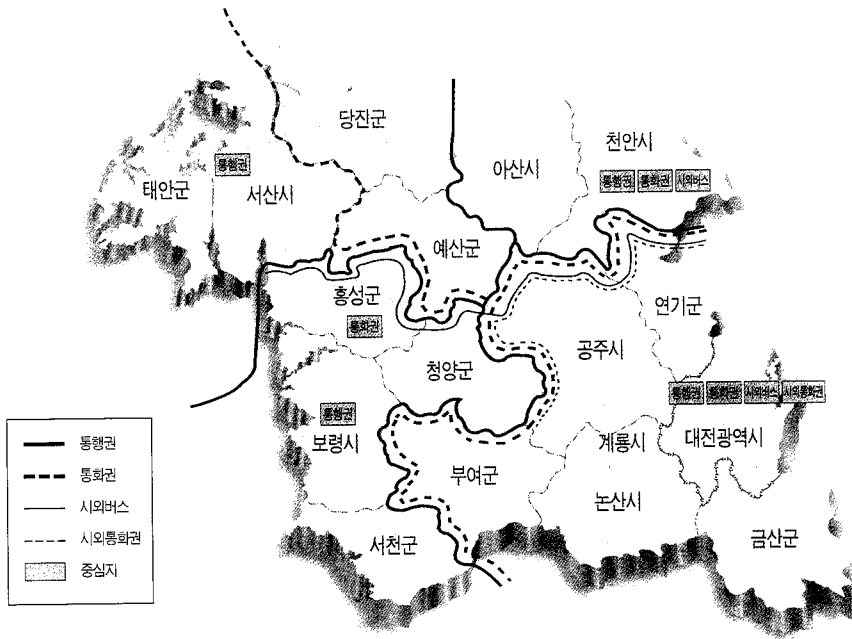 당진군
천안시
아산시
통행권
통행권 통화권 시외버스
태안군
서산시
예산군
홍성군
연기군
통화권
공주시
청양군
통행권 통화권 시외버스 시외통화권
통행권
보령시
통행권
계룡시
대전광역시
통화권
부여군
시외버스
논산시
시외통화권
서천군
금산군
중심지